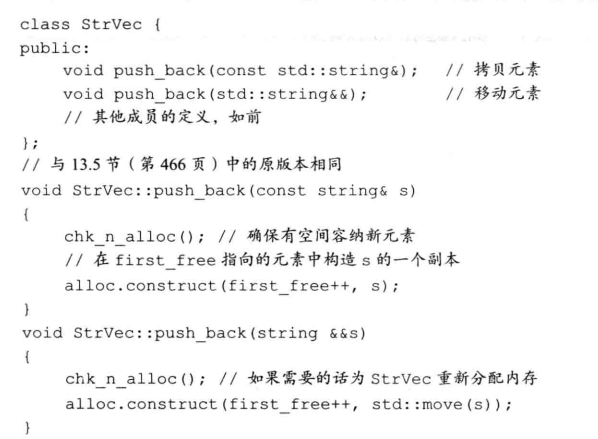 class StrVec {
public:
    void push_back(const std::string&);   // 拷贝元素
    void push_back(std::string&&);        // 移动元素
    // 其他成员的定义，如前
};
// 与 13.5 节（第 466 页）中的原版本相同
void StrVec::push_back(const string& s)
{
    chk_n_alloc(); // 确保有空间容纳新元素
    // 在 first_free 指向的元素中构造 s 的一个副本
    alloc.construct(first_free++, s);
}
void StrVec::push_back(string &&s)
{
    chk_n_alloc(); // 如果需要的话为 StrVec 重新分配内存
    alloc.construct(first_free++, std::move(s));
}